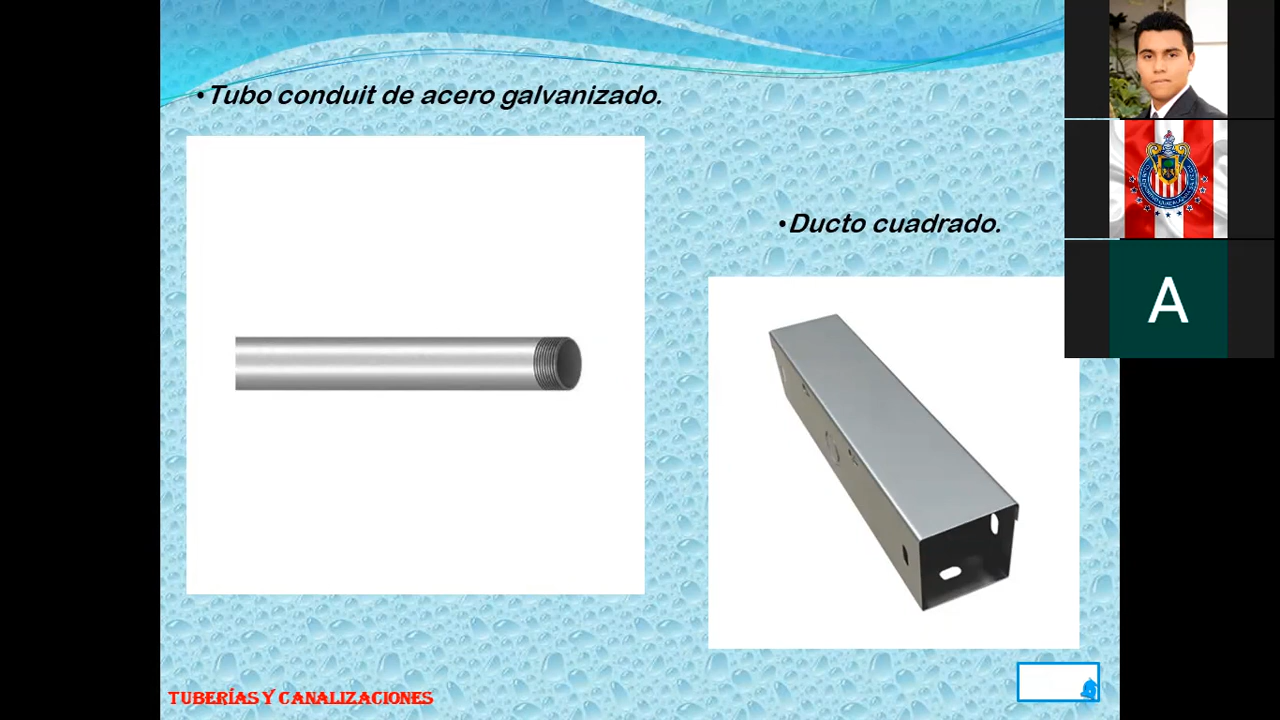 •Tubo conduit de acero galvanizado.
•Ducto cuadrado.
A
TUBERÍAS Y CANALIZACIONES